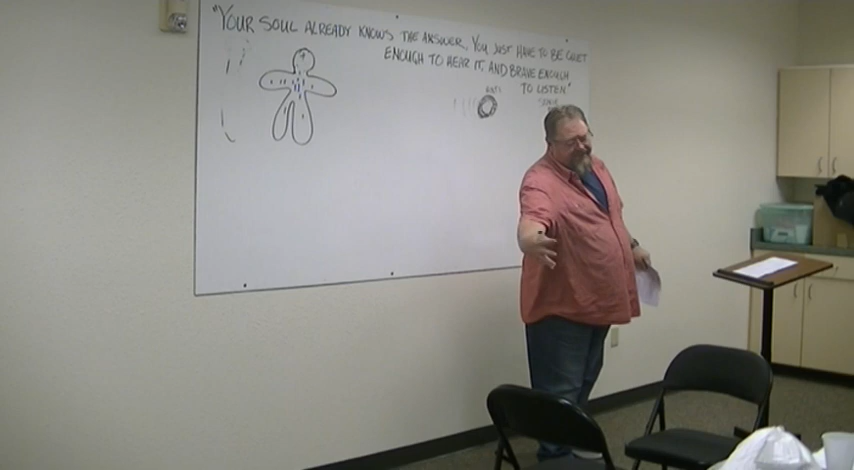 "YOUR SOUL ALREADY KNOWS THE ANSWER. YOU JUST HAVE TO BE QUIET
ENOUGH TO HEAR IT, AND BRAVE ENOUGH
TO LISTEN."